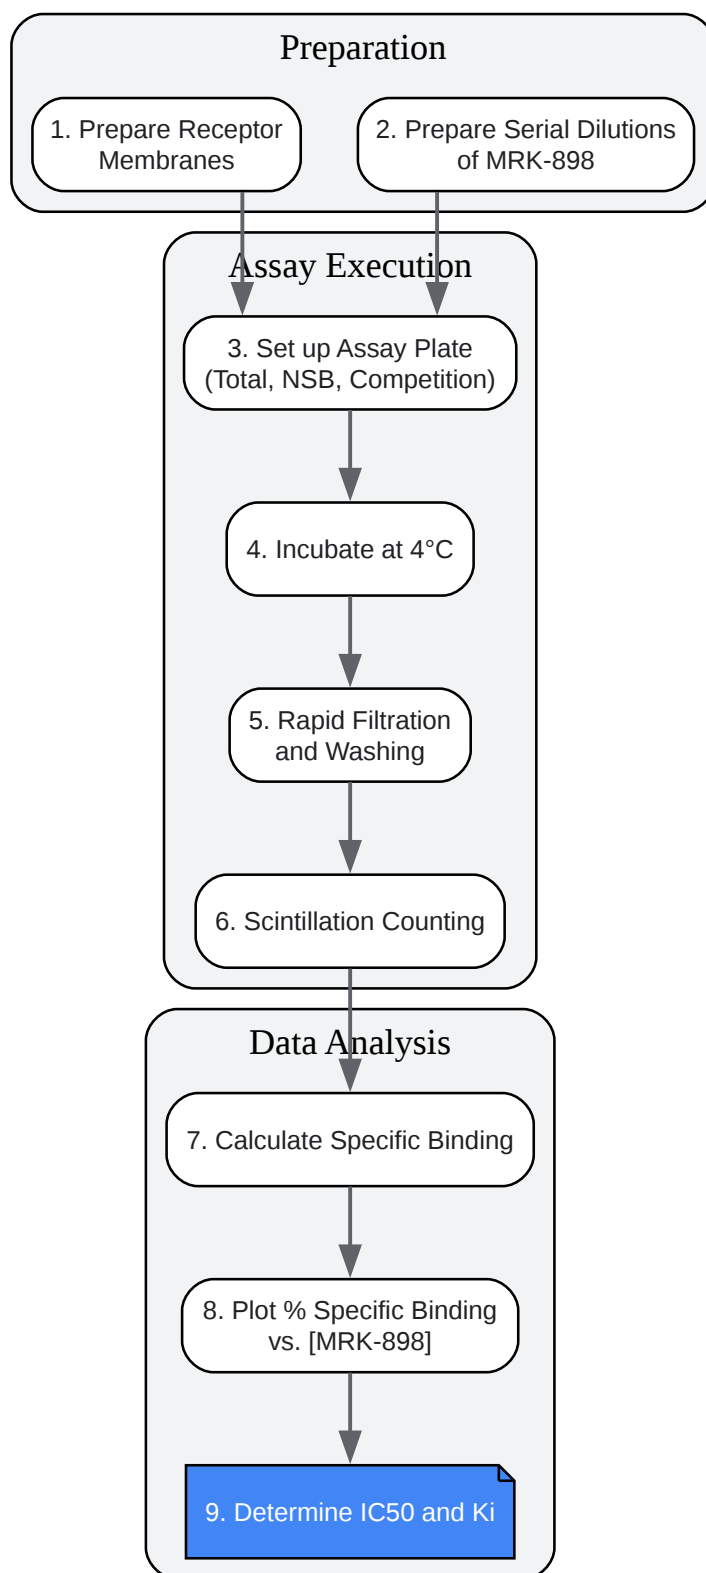 Preparation
1. Prepare Receptor
Membranes
2. Prepare Serial Dilutions
of MRK-898
Assay Execution
3. Set up Assay Plate
(Total, NSB, Competition)
4. Incubate at 4°C
5. Rapid Filtration
and Washing
6. Scintillation Counting
Data Analysis
7. Calculate Specific Binding
8. Plot % Specific Binding
vs. [MRK-898]
9. Determine IC50 and Ki